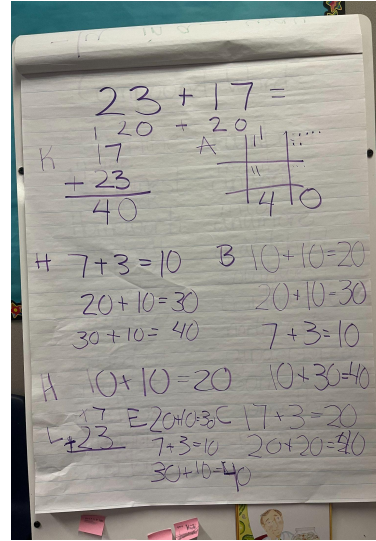 23 + 17 =
20 + 20
K
1
17
+ 23
40
A
4 0
H 7+3=10
20+10=30
30+10= 40
B 10+10=20
20+10=30
7+3=10
10+30=40
H 10+10=20
L 17
+23
E 20+10=30
7+3=10
30+10=40
C 17+3=20
20+20=40